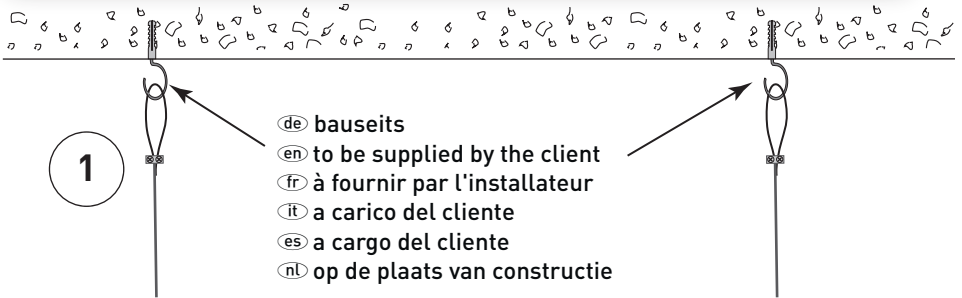 1
de bauseits
en to be supplied by the client
fr à fournir par l'installateur
it a carico del cliente
es a cargo del cliente
nl op de plaats van constructie